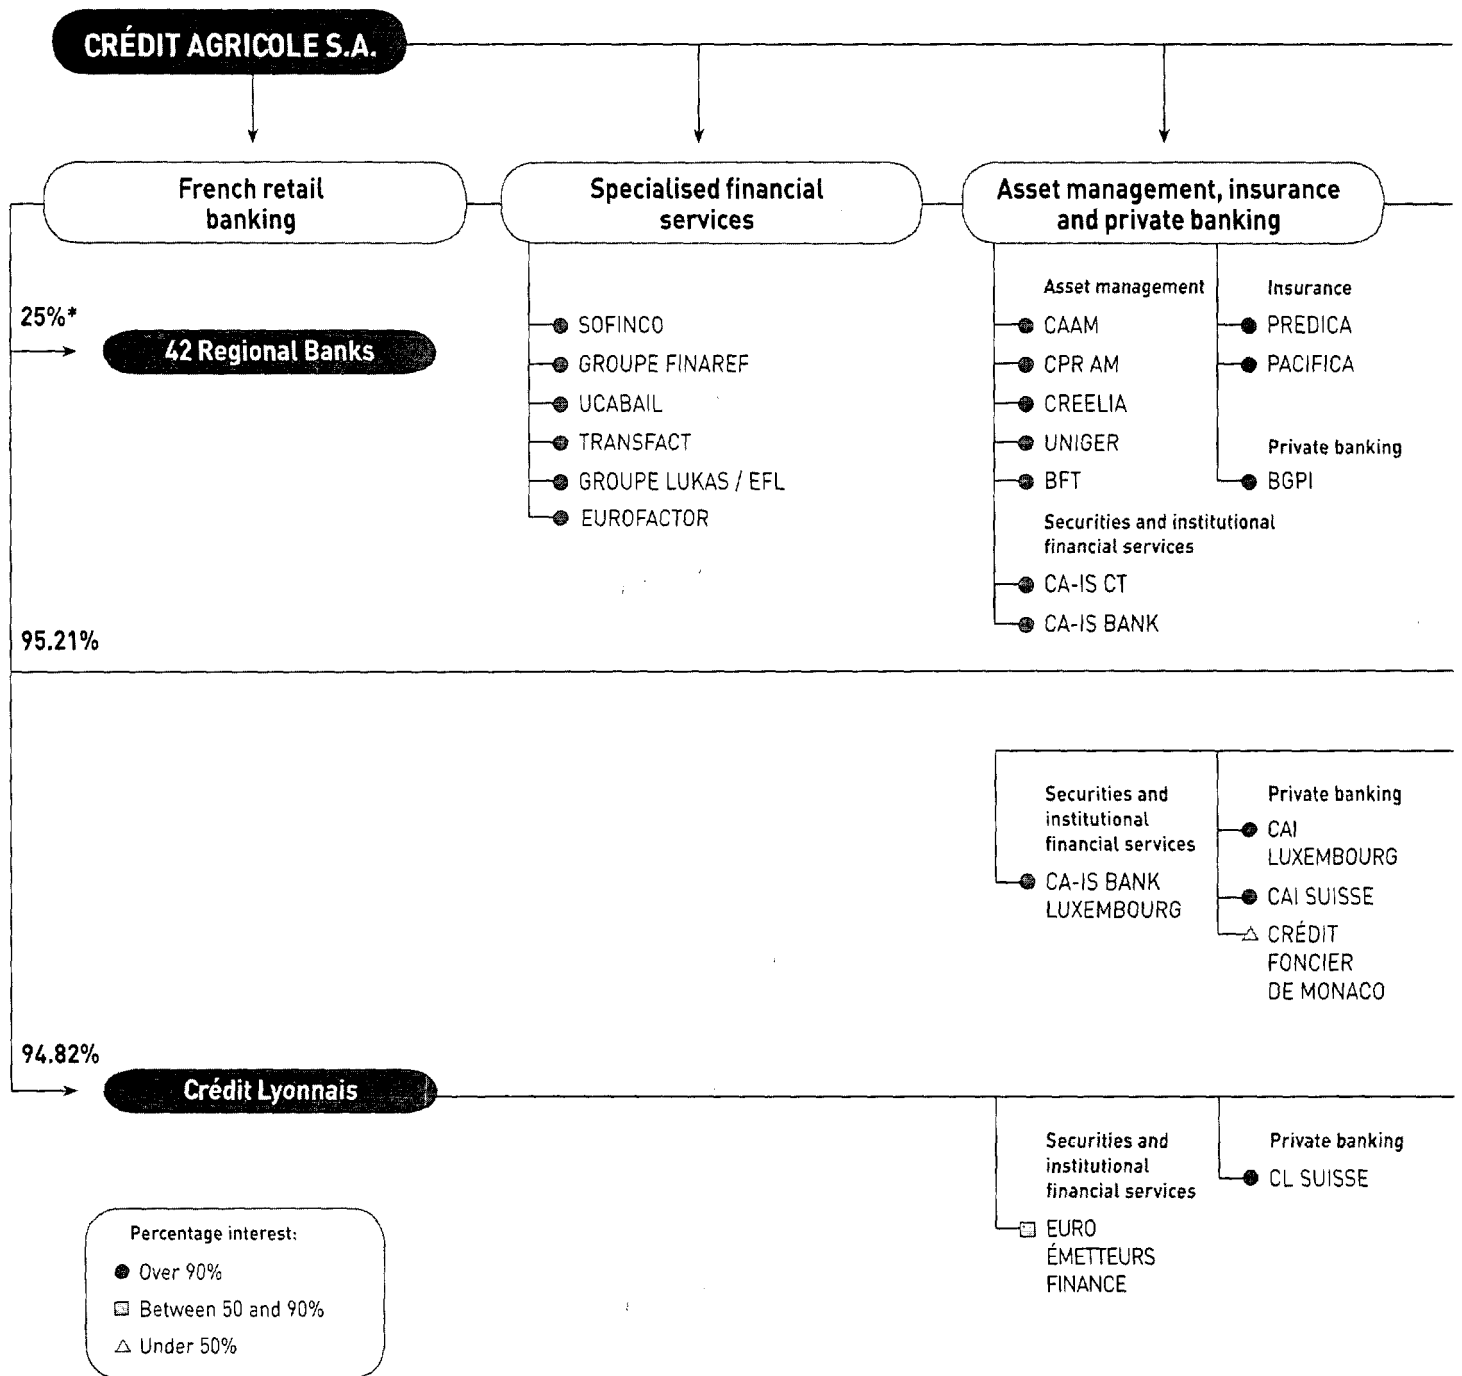 CRÉDIT AGRICOLE S.A.
French retail
banking
Specialised financial
services
Asset management, insurance
and private banking
25%*
42 Regional Banks
SOFINCO
GROUPE FINAREF
UCABAIL
TRANSFACT
GROUPE LUKAS / EFL
EUROFACTOR
Asset management
CAAM
CPR AM
CREELIA
UNIGER
BFT
Securities and institutional
financial services
CA-IS CT
CA-IS BANK
Insurance
PREDICA
PACIFICA
Private banking
BGPI
95.21%
Securities and
institutional
financial services
CA-IS BANK
LUXEMBOURG
Private banking
CAI
LUXEMBOURG
CAI SUISSE
CRÉDIT
FONCIER
DE MONACO
94.82%
Crédit Lyonnais
Securities and
institutional
financial services
EURO
ÉMETTEURS
FINANCE
Private banking
CL SUISSE
Percentage interest:
Over 90%
Between 50 and 90%
Under 50%